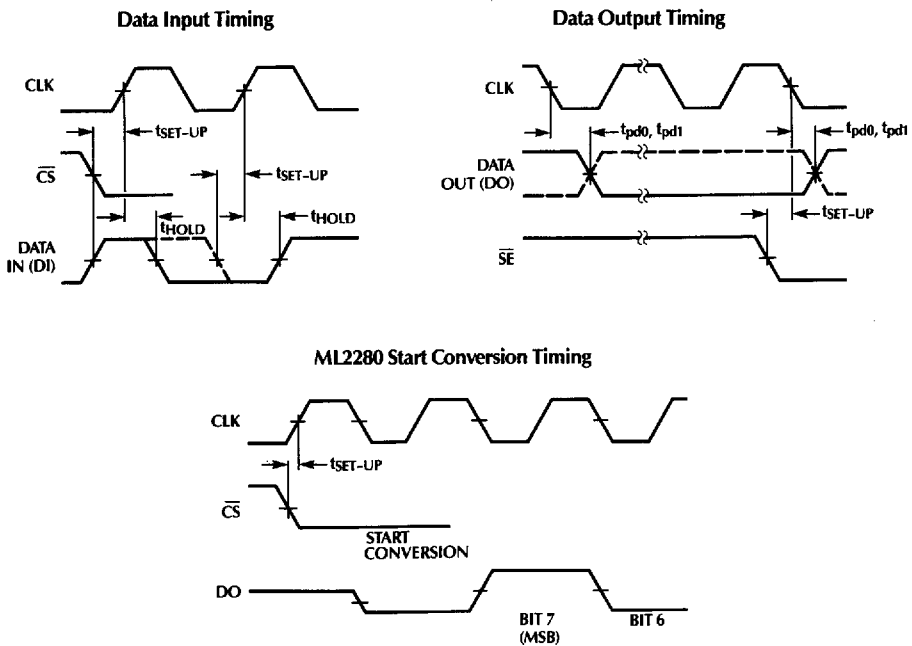 Data Input Timing
CLK
tSET–UP
CS
tSET–UP
tHOLD
tHOLD
DATA
IN (DI)
Data Output Timing
CLK
tpd0, tpd1
tpd0, tpd1
DATA
OUT (DO)
tSET–UP
SE
ML2280 Start Conversion Timing
CLK
tSET–UP
CS
START
CONVERSION
DO
BIT 7
(MSB)
BIT 6